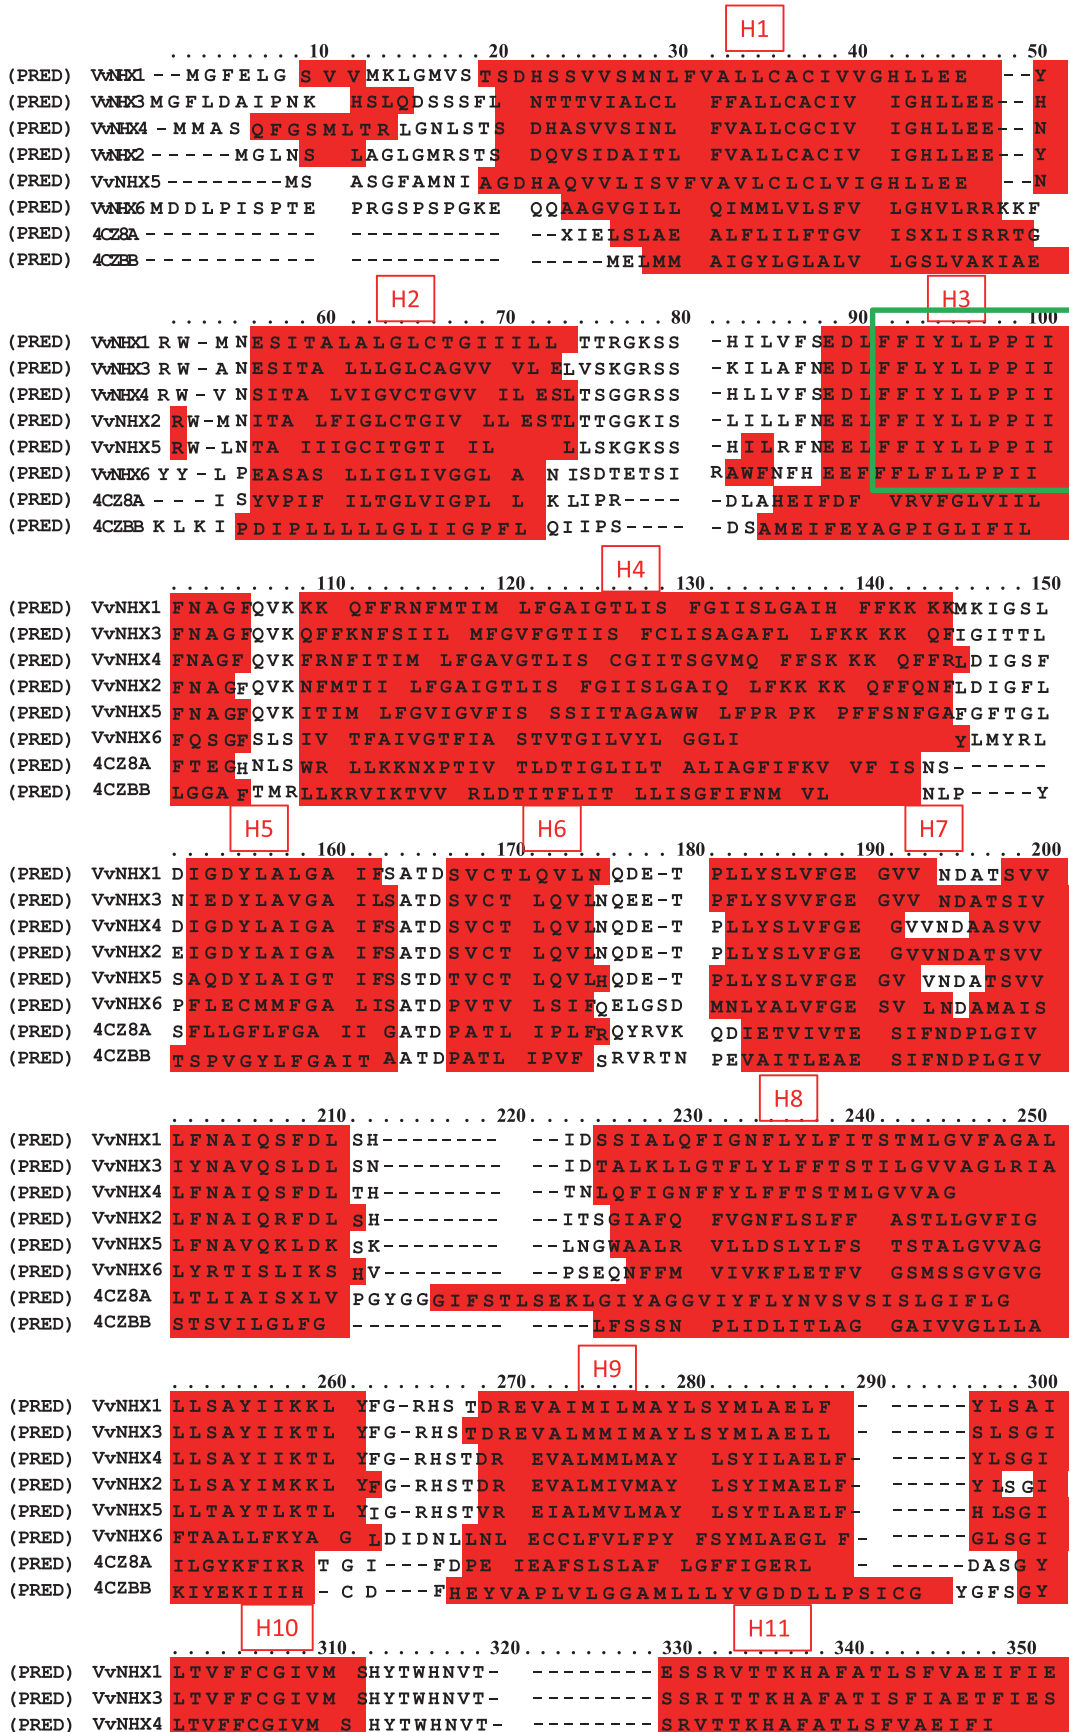 H1
10 20 30 40 50
(PRED) VvNHX1 - - M G F E L G S V V M K L G M V S T S D H S S V V S M N L F V A L L C A C I V V G H L L E E - - Y
(PRED) VvNHX3 M G F L D A I P N K H S L Q D S S S F L N T T T V I A L C L F F A L L C A C I V I G H L L E E - - H
(PRED) VvNHX4 - M M A S Q F G S M L T R L G N L S T S D H A S V V S I N L F V A L L C G C I V I G H L L E E - - N
(PRED) VvNHX2 - - - - - M G L N S L A G L G M R S T S D Q V S I D A I T L F V A L L C A C I V I G H L L E E - - Y
(PRED) VvNHX5 - - - - - - - - M S A S G F A M N I A G D H A Q V V L I S V F V A V L C L C L V I G H L L E E - - N
(PRED) VvNHX6 M D D L P I S P T E P R G S P S P G K E Q Q A A G V G I L L Q I M M L V L S F V L G H V L R R K K F
(PRED) 4CZ8A - - - - - - - - - - - - - - - - - - - - - - X I E L S L A E A L F L I L F T G V I S X L I S R R T G
(PRED) 4CZBB - - - - - - - - - - - - - - - - - - - - - - - - M E L M M A I G Y L G L A L V L G S L V A K I A E
H2 H3
60 70 80 90 100
(PRED) VvNHX1 R W - M N E S I T A L A L G L C T G I I I L L T T R G K S S - - H I L V F S E D L F F I Y L L P P I I
(PRED) VvNHX3 R W - A N E S I T A L L L G L C A G V V V L E L V S K G R S S - - K I L A F N E D L F F L Y L L P P I I
(PRED) VvNHX4 R W - V N S I T A L V I G V C T G V V I L E S L T S G G R S S - - H L L V F S E D L F F V Y L L P P I I
(PRED) VvNHX2 R W - M N I T A L F I G L C T G I V L L E S T L T T G G K I S - - L I L L F N E E L F F I Y L L P P I I
(PRED) VvNHX5 R W - L N T A I I I G C I T G T I I L L L S K G K S S - - H I L R F N E E L F F I Y L L P P I I
(PRED) VvNHX6 Y Y - L P E A S A S L L I G L I V G G L A N I S D T E T S I R A W F N F H E E F F F L F L L P P I I
(PRED) 4CZ8A - - - I S Y V P I F I L T G L V I G P L L K L I P R - - - - D L A H E I F D F V R V F G L V I I L
(PRED) 4CZBB K L K I P D I P L L L L L G L I I G P F L Q I I P S - - - - - D S A M E I F E Y A G P I G L I F I L
H4
110 120 130 140 150
(PRED) VvNHX1 F N A G F Q V K K K Q F F R N F M T I M L F G A I G T L I S F G I I S L G A I H F F K K K K M K I G S L
(PRED) VvNHX3 F N A G F Q V K Q F F K N F S I I L M F G V F G T I I S F C L I S A G A F L L F K K K K Q F I G I T T L
(PRED) VvNHX4 F N A G F Q V K F R N F I T I M L F G A V G T L I S C G I I T S G V M Q F F S K K K Q F F R L D I G S F
(PRED) VvNHX2 F N A G F Q V K N F M T I I L F G A I G T L I S F G I I S L G A I Q L F K K K K Q F F Q N F L D I G F L
(PRED) VvNHX5 F N A G F Q V K I T I M L F G V I G V F I S S S I I T A G A W W L F P R P K P F F S N F G A F G F T G L
(PRED) VvNHX6 F Q S G F S L S I V T F A I V G T F I A S T V T G I L V Y L G G L I Y L M Y R L
(PRED) 4CZ8A F T E G H N L S W R L L K K N X P T I V T L D T I G L I L T A L I A G F I F K V V F I S N S - - - - -
(PRED) 4CZBB L G G A F T M R L L K R V I K T V V R L D T I T F L I T L L I S G F I F N M V L N L P - - - - Y
H5 H6 H7
160 170 180 190 200
(PRED) VvNHX1 D I G D Y L A L G A I F S A T D S V C T L Q V L N Q D E - T P L L Y S L V F G E G V V N D A T S V V
(PRED) VvNHX3 N I E D Y L A V G A I L S A T D S V C T L Q V L N Q E E - T P F L Y S V V F G E G V V N D A T S I V
(PRED) VvNHX4 D I G D Y L A I G A I F S A T D S V C T L Q V L N Q D E - T P L L Y S L V F G E G V V N D A A S V V
(PRED) VvNHX2 E I G D Y L A I G A I F S A T D S V C T L Q V L N Q D E - T P L L Y S L V F G E G V V N D A T S V V
(PRED) VvNHX5 S A Q D Y L A I G T I F S S T D T V C T L Q V L H Q D E - T P L L Y S L V F G E G V V N D A T S V V
(PRED) VvNHX6 P F L E C M M F G A L I S A T D P V T V L S I F Q E L G S D M N L Y A L V F G E S V L N D A M A I S
(PRED) 4CZ8A S F L L G F L F G A I I G A T D P A T L I P L F R Q Y R V K Q D I E T V I V T E S I F N D P L G I V
(PRED) 4CZBB T S P V G Y L F G A I T A A T D P A T L I P V F S R V R T N P E V A I T L E A E S I F N D P L G I V
H8
210 220 230 240 250
(PRED) VvNHX1 L F N A I Q S F D L S H - - - - - - - - - I D S S I A L Q F I G N F L Y L F I T S T M L G V F A G A L
(PRED) VvNHX3 I Y N A V Q S L D L S N - - - - - - - - - I D T A L K L L G T F L Y L F F T S T I L G V V A G L R I A
(PRED) VvNHX4 L F N A I Q S F D L T H - - - - - - - - - T N L Q F I G N F F Y L F F T S T M L G V V A G
(PRED) VvNHX2 L F N A I Q R F D L S H - - - - - - - - - I T S G I A F Q F V G N F L S L F F A S T L L G V F I G
(PRED) VvNHX5 L F N A V Q K L D K S K - - - - - - - - - L N G W A A L R V L L D S L Y L F S T S T A L G V V A G
(PRED) VvNHX6 L Y R T I S L I K S H V - - - - - - - - - P S E Q N F F M V I V K F L E T F V G S M S S G V G V G
(PRED) 4CZ8A L T L I A I S X L V P G Y G G G I F S T L S E K L G I Y A G G V I Y F L Y N V S V S I S L G I F L G
(PRED) 4CZBB S T S V I L G L F G - - - - - - - - - - - - - L F S S S N P L I D L I T L A G G A I V V G L L L A
H9
260 270 280 290 300
(PRED) VvNHX1 L L S A Y I I K K L Y F G - R H S T D R E V A I M I L M A Y L S Y M L A E L F - - - - - - Y L S A I
(PRED) VvNHX3 L L S A Y I I K T L Y F G - R H S T D R E V A L M M I M A Y L S Y M L A E L L - - - - - - S L S G I
(PRED) VvNHX4 L L S A Y I I K K L Y F G - R H S T D R E V A L M M L M A Y L S Y I L A E L F - - - - - - Y L S G I
(PRED) VvNHX2 L L S A Y I M K K L Y F G - R H S T D R E V A L M I V M A Y L S Y I M A E L F - - - - - - Y L S G I
(PRED) VvNHX5 L L T A Y T L K T L Y I G - R H S T V R E I A L M V L M A Y L S Y T L A E L F - - - - - - H L S G I
(PRED) VvNHX6 F T A A L L F K Y A G L D I D N L L N L E C C L F V L F P Y F S Y M L A E G L F - - - - - G L S G I
(PRED) 4CZ8A I L G Y K F I K R T G I - - - F D P E I E A F S L S L A F L G F F I G E R L - - - - - - D A S G Y
(PRED) 4CZBB K I Y E K I I I H - C D - - - F H E Y V A P L V L G G A M L L L Y V G D D L L P S I C G Y G F S G Y
H10 H11
310 320 330 340 350
(PRED) VvNHX1 L T V F F C G I V M S H Y T W H N V T - - - - - - - E S S R V T T K H A F A T L S F V A E I F I E
(PRED) VvNHX3 L T V F F C G I V M S H Y T W H N V T - - - - - - - S S R I T T K H A F A T I S F I A E T F I E S
(PRED) VvNHX4 L T V F F C G I V M S H Y T W H N V T - - - - - - - S R V T T K H A F A T L S F V A E I F I